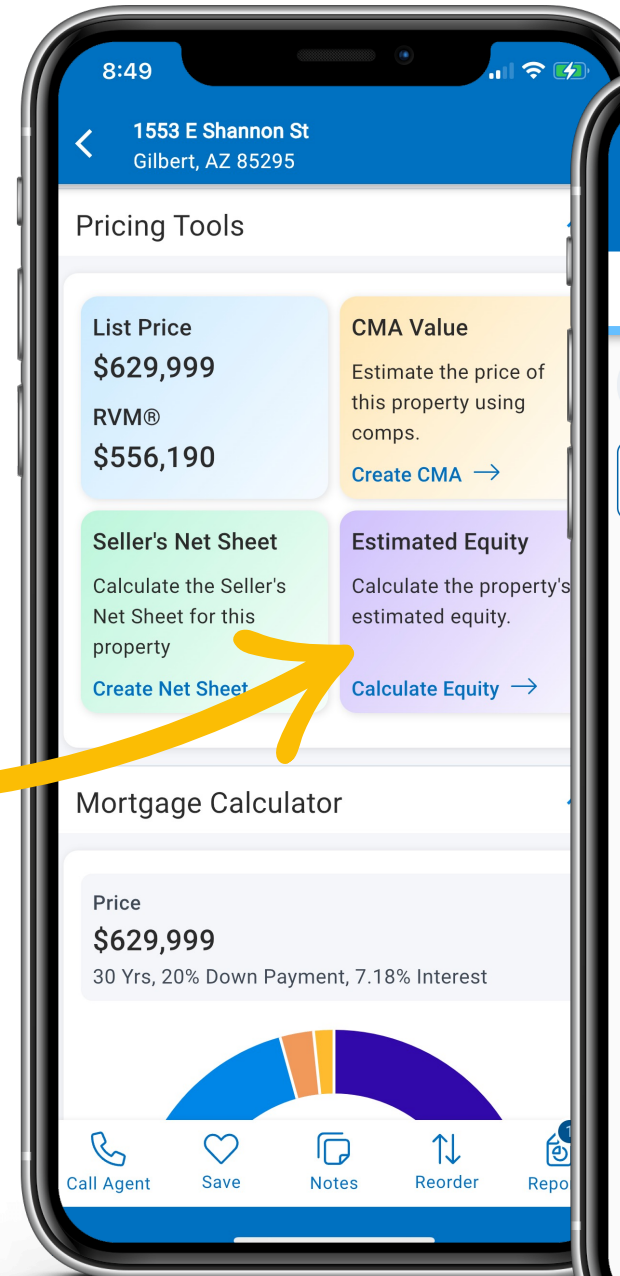 8:49
1553 E Shannon St
Gilbert, AZ 85295
Pricing Tools
List Price
$629,999
RVM®
$556,190
CMA Value
Estimate the price of
this property using
comps.
Create CMA →
Seller's Net Sheet
Calculate the Seller's
Net Sheet for this
property
Create Net Sheet
Estimated Equity
Calculate the property's
estimated equity.
Calculate Equity →
Mortgage Calculator
Price
$629,999
30 Yrs, 20% Down Payment, 7.18% Interest
Call Agent
Save
Notes
Reorder
Repo